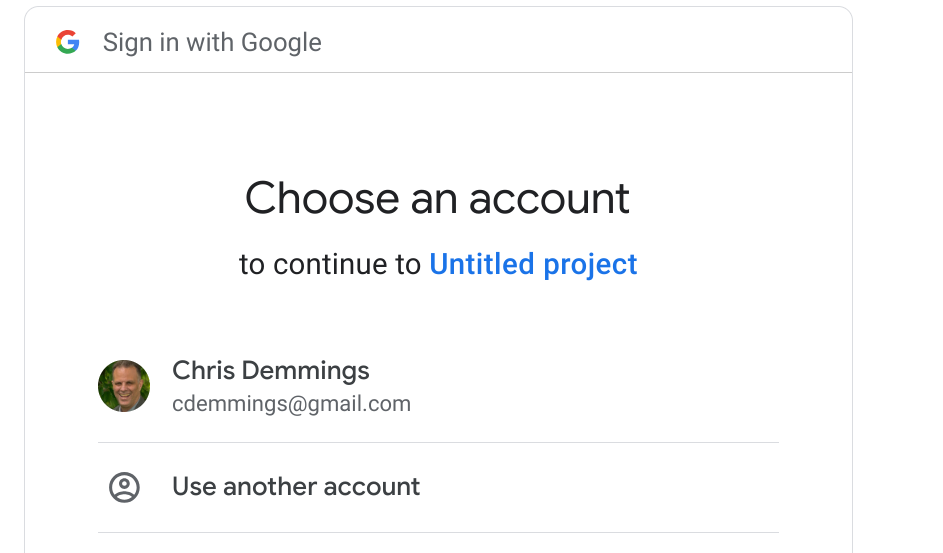 Sign in with Google
Choose an account
to continue to Untitled project
Chris Demmings
cdemmings@gmail.com
Use another account